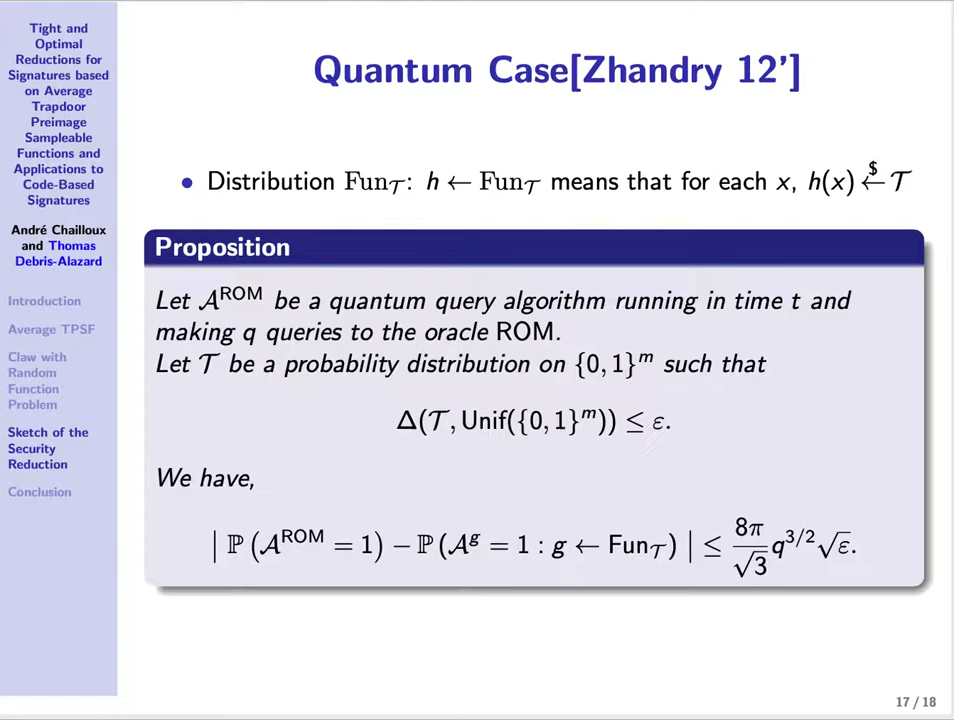 Tight and
Optimal
Reductions for
Signatures based
on Average
Trapdoor
Preimage
Sampleable
Functions and
Applications to
Code-Based
Signatures
André Chailloux
and Thomas
Debris-Alazard
Introduction
Average TPSF
Claw with
Random
Function
Problem
Sketch of the
Security
Reduction
Conclusion
Quantum Case[Zhandry 12']
• Distribution Fun_𝒯: h ← Fun_𝒯 means that for each x, h(x) ←$ 𝒯
Proposition
Let 𝒜^ROM be a quantum query algorithm running in time t and
making q queries to the oracle ROM.
Let 𝒯 be a probability distribution on {0, 1}^m such that
Δ(𝒯, Unif({0, 1}^m)) ≤ ε.
We have,
| ℙ (𝒜^ROM = 1) − ℙ (𝒜^g = 1 : g ← Fun_𝒯) | ≤ 8π/√3 q^3/2 √ε.
17 / 18